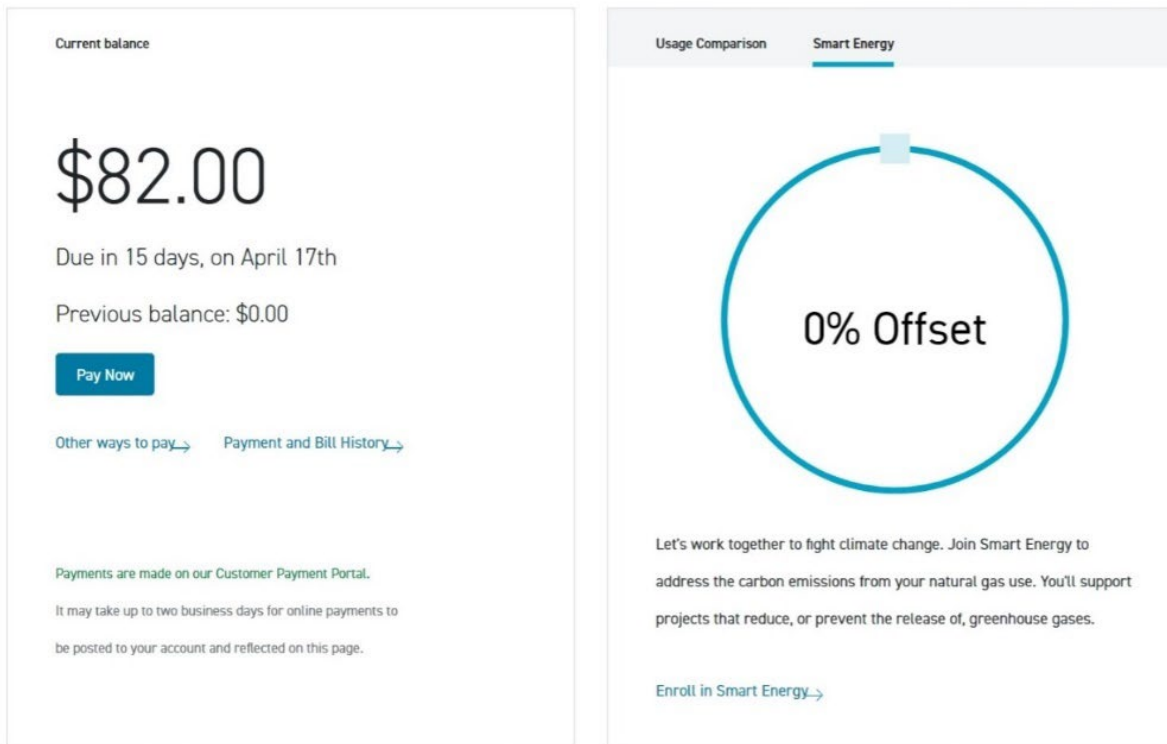 Current balance
$82.00
Due in 15 days, on April 17th
Previous balance: $0.00
Pay Now
Other ways to pay
Payment and Bill History
Payments are made on our Customer Payment Portal.
It may take up to two business days for online payments to
be posted to your account and reflected on this page.
Usage Comparison
Smart Energy
0% Offset
Let's work together to fight climate change. Join Smart Energy to
address the carbon emissions from your natural gas use. You'll support
projects that reduce, or prevent the release of, greenhouse gases.
Enroll in Smart Energy